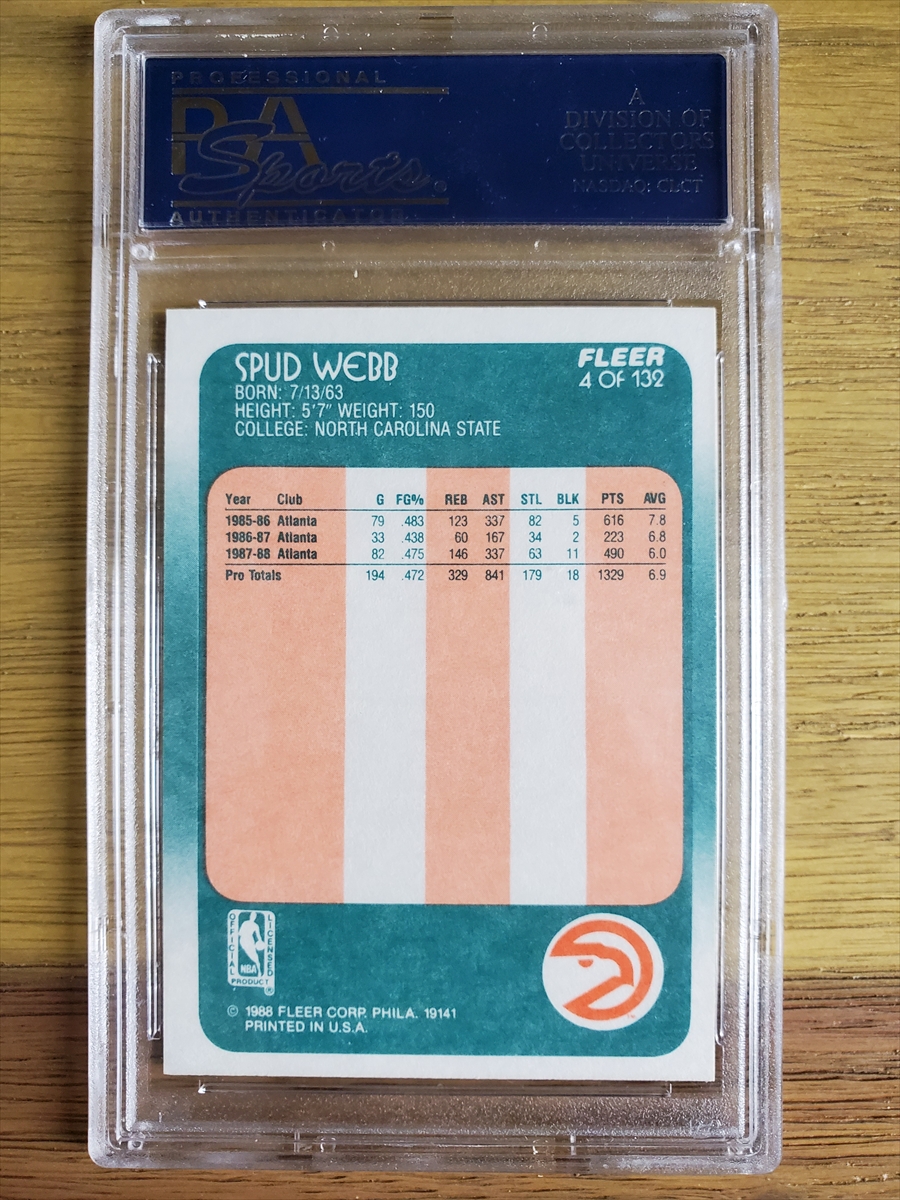 PROFESSIONAL
PSA
Sports®
AUTHENTICATOR
A
DIVISION OF
COLLECTORS
UNIVERSE
NASDAQ: CLCT
SPUD WEBB
BORN: 7/13/63
HEIGHT: 5'7" WEIGHT: 150
COLLEGE: NORTH CAROLINA STATE
FLEER
4 OF 132
Year Club G FG% REB AST STL BLK PTS AVG
1985-86 Atlanta 79 .483 123 337 82 5 616 7.8
1986-87 Atlanta 33 .438 60 167 34 2 223 6.8
1987-88 Atlanta 82 .475 146 337 63 11 490 6.0
Pro Totals 194 .472 329 841 179 18 1329 6.9
OFFICIAL
LICENSED
NBA
PRODUCT
®
© 1988 FLEER CORP. PHILA. 19141
PRINTED IN U.S.A.